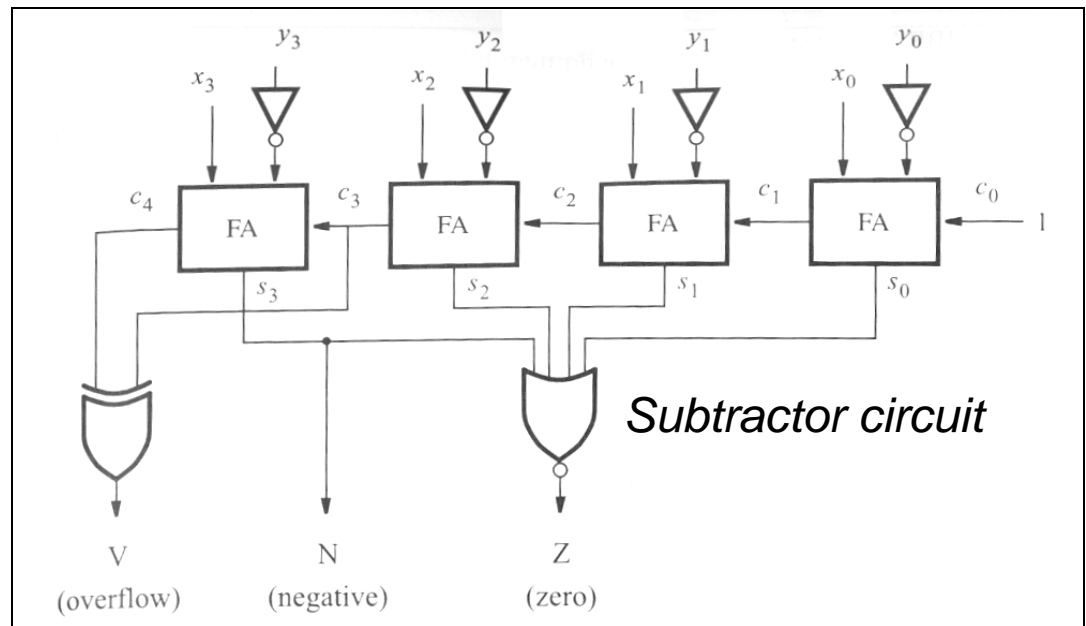 y3 y2 y1 y0
x3 x2 x1 x0
c4 FA c3 FA c2 FA c1 FA c0 1
s3 s2 s1 s0
Subtractor circuit
V N Z
(overflow) (negative) (zero)